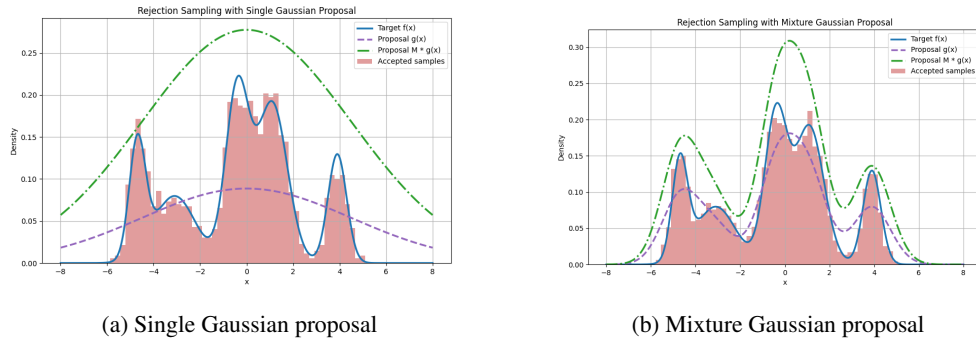 Rejection Sampling with Single Gaussian Proposal
Target f(x)
Proposal g(x)
Proposal M * g(x)
Accepted samples
Density
0.25
0.20
0.15
0.10
0.05
0.00
−8 −6 −4 −2 0 2 4 6 8
x
(a) Single Gaussian proposal
Rejection Sampling with Mixture Gaussian Proposal
Target f(x)
Proposal g(x)
Proposal M * g(x)
Accepted samples
Density
0.30
0.25
0.20
0.15
0.10
0.05
0.00
−8 −6 −4 −2 0 2 4 6 8
x
(b) Mixture Gaussian proposal